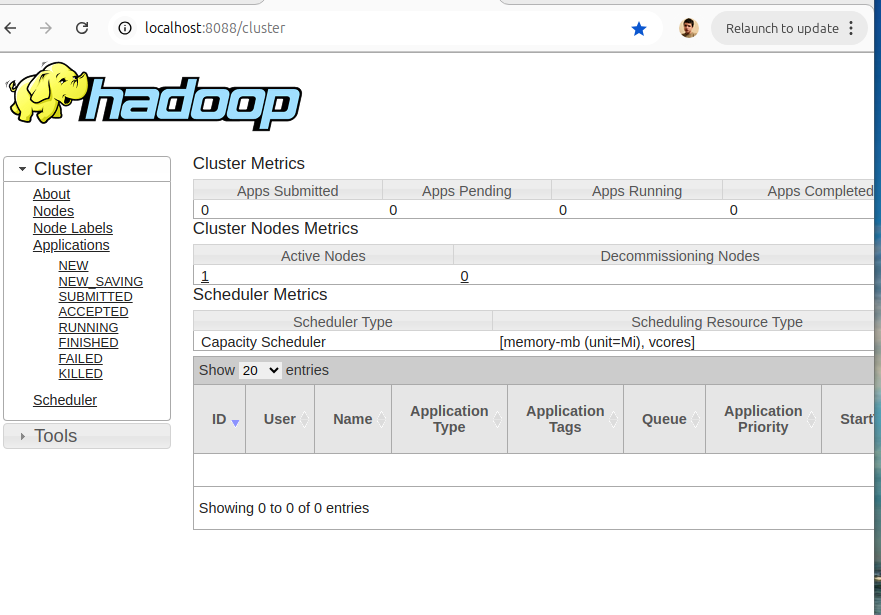 localhost:8088/cluster
Relaunch to update
hadoop
Cluster
About
Nodes
Node Labels
Applications
NEW
NEW_SAVING
SUBMITTED
ACCEPTED
RUNNING
FINISHED
FAILED
KILLED
Scheduler
Tools
Cluster Metrics
Apps Submitted Apps Pending Apps Running Apps Completed
0 0 0 0
Cluster Nodes Metrics
Active Nodes Decommissioning Nodes
1 0
Scheduler Metrics
Scheduler Type Scheduling Resource Type
Capacity Scheduler [memory-mb (unit=Mi), vcores]
Show 20 entries
ID User Name Application Type Application Tags Queue Application Priority Start
Showing 0 to 0 of 0 entries